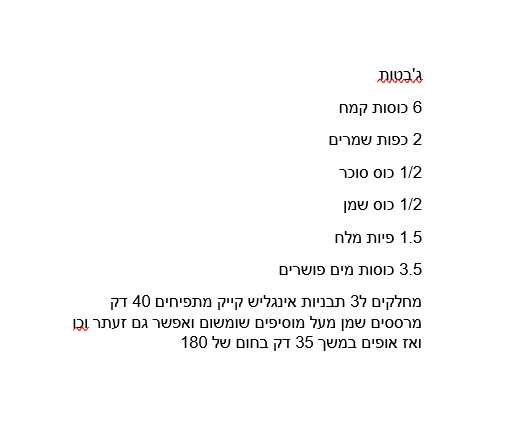 ג'בטות
6 כוסות קמח
2 כפות שמרים
1/2 כוס סוכר
1/2 כוס שמן
1.5 פיות מלח
3.5 כוסות מים פושרים
מחלקים ל3 תבניות אינגליש קייק מתפיחים 40 דק
מרססים שמן מעל מוסיפים שומשום ואפשר גם זעתר וכו
ואז אופים במשך 35 דק בחום של 180